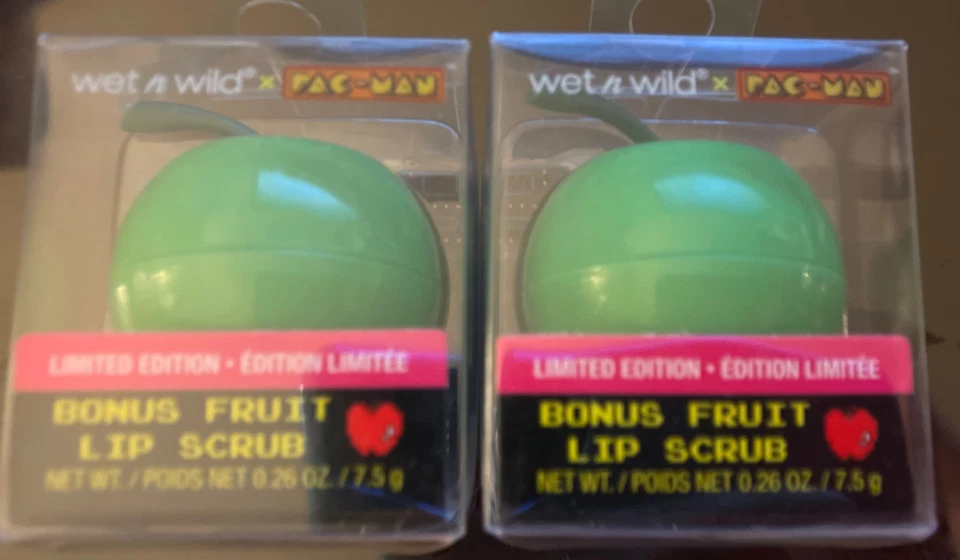 wet n wild® x PAC-MAN
LIMITED EDITION • ÉDITION LIMITÉE
BONUS FRUIT
LIP SCRUB
NET WT. / POIDS NET 0.26 OZ. / 7.5 g
wet n wild® x PAC-MAN
LIMITED EDITION • ÉDITION LIMITÉE
BONUS FRUIT
LIP SCRUB
NET WT. / POIDS NET 0.26 OZ. / 7.5 g